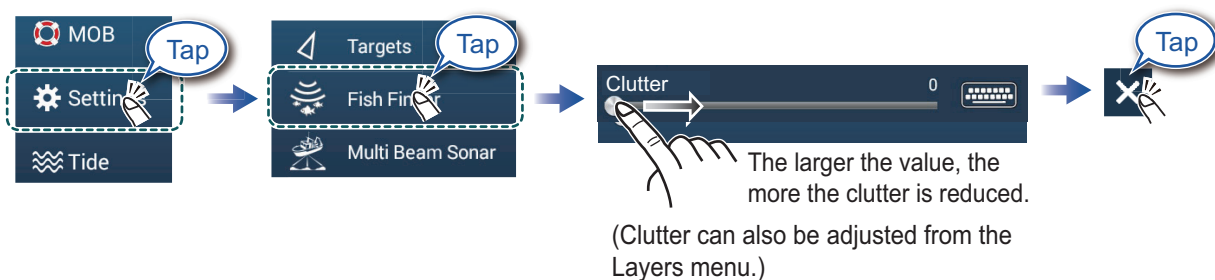 MOB
Tap
Settings
Tide
Targets
Tap
Fish Finder
Multi Beam Sonar
Clutter 0
The larger the value, the
more the clutter is reduced.
(Clutter can also be adjusted from the
Layers menu.)
Tap